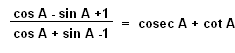 cos A - sin A +1
cos A + sin A -1 = cosec A + cot A